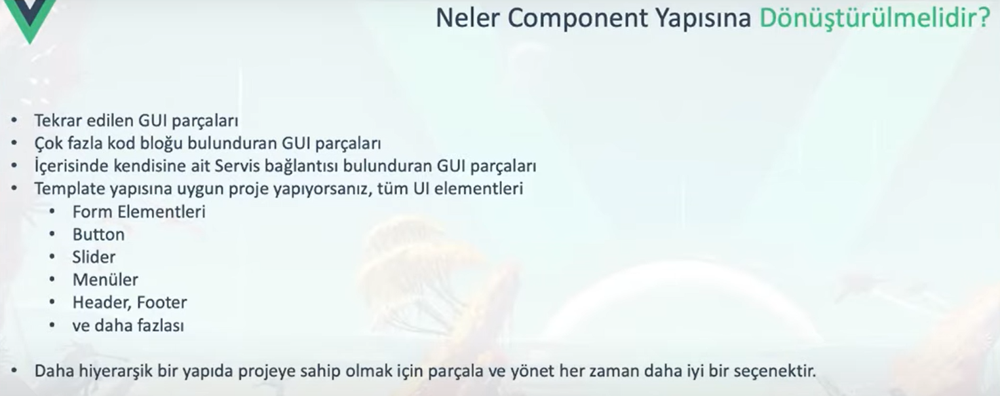 Neler Component Yapısına Dönüştürülmelidir?
• Tekrar edilen GUI parçaları
• Çok fazla kod bloğu bulunduran GUI parçaları
• İçerisinde kendisine ait Servis bağlantısı bulunduran GUI parçaları
• Template yapısına uygun proje yapıyorsanız, tüm UI elementleri
• Form Elementleri
• Button
• Slider
• Menüler
• Header, Footer
• ve daha fazlası
• Daha hiyerarşik bir yapıda projeye sahip olmak için parçala ve yönet her zaman daha iyi bir seçenektir.